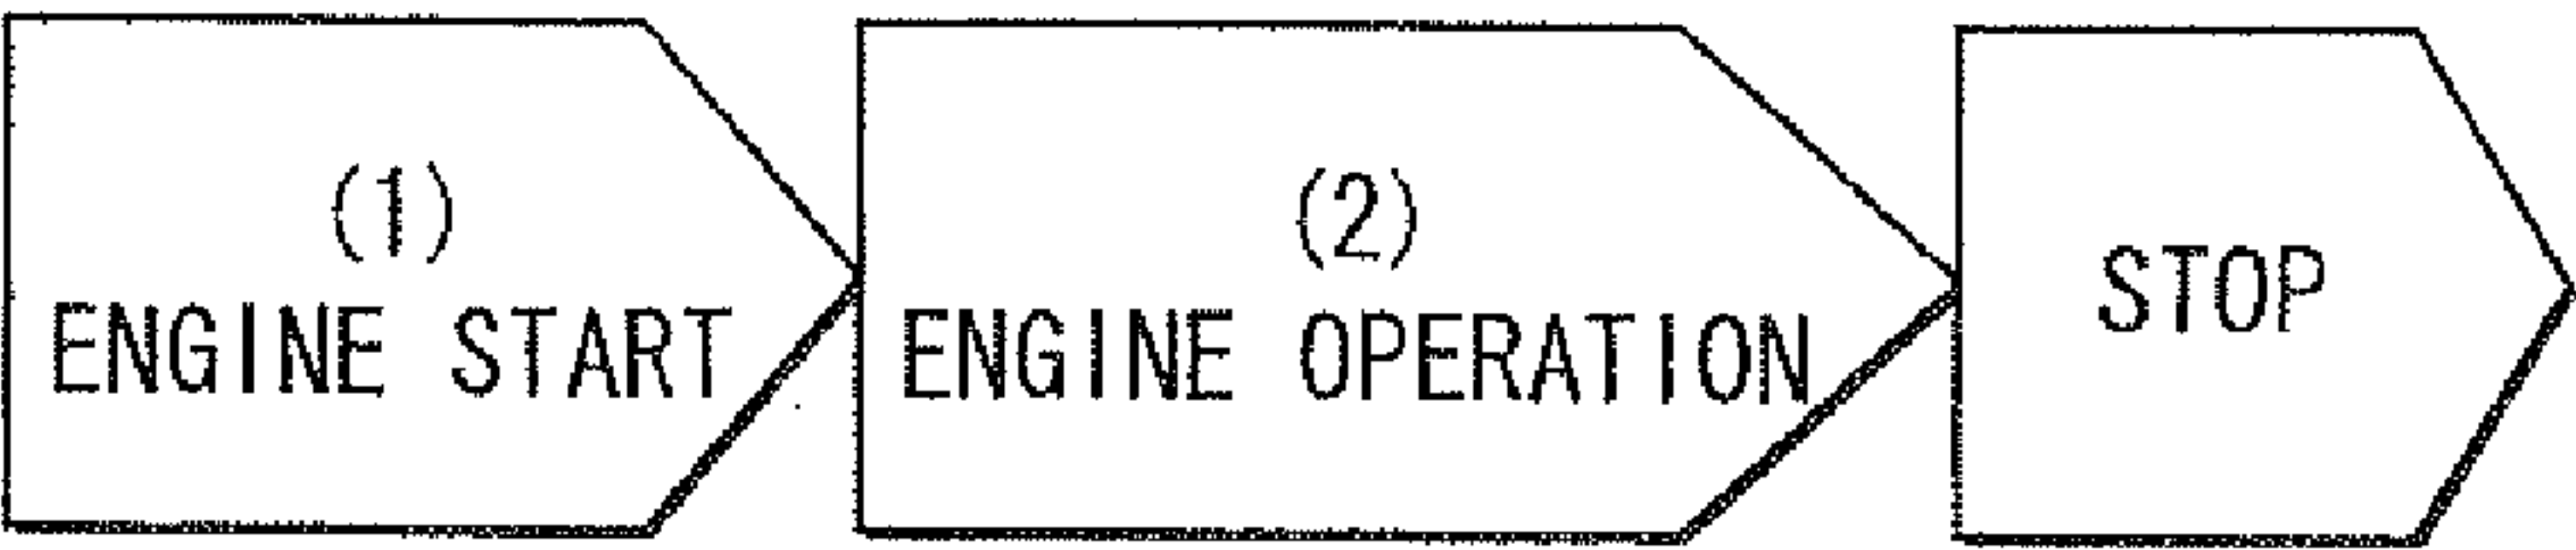 (1)
ENGINE START
(2)
ENGINE OPERATION
STOP